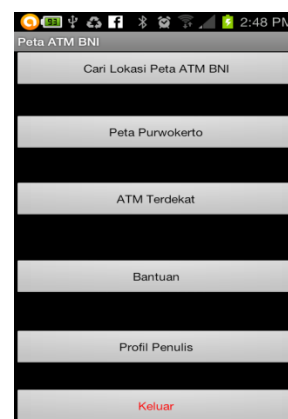 93 2:48 PM
Peta ATM BNI
Cari Lokasi Peta ATM BNI
Peta Purwokerto
ATM Terdekat
Bantuan
Profil Penulis
Keluar